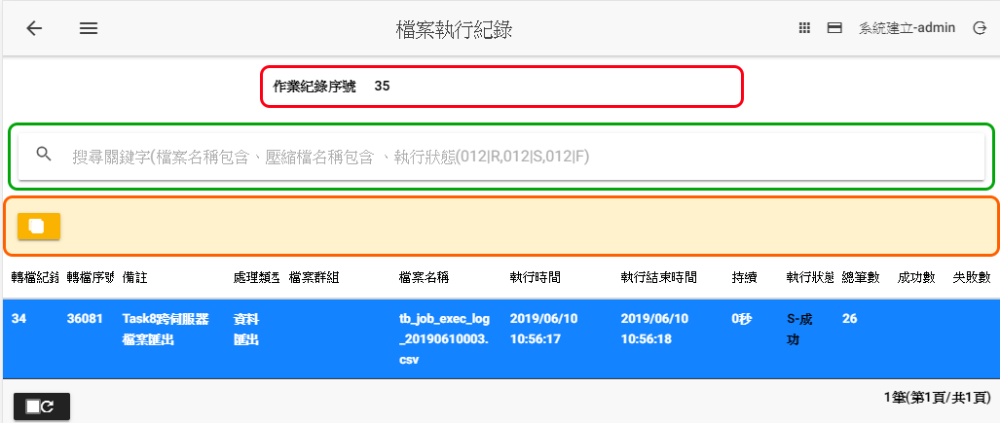 檔案執行紀錄
系統建立-admin
作業紀錄序號 35
搜尋關鍵字(檔案名稱包含、壓縮檔名稱包含 、執行狀態(012|R,012|S,012|F)
轉檔紀錄 轉檔序號 備註 處理類型 檔案群組 檔案名稱 執行時間 執行結束時間 持續 執行狀態 總筆數 成功數 失敗數
34 36081 Task8跨伺服器 資料 tb_job_exec_log 2019/06/10 2019/06/10 0秒 S-成 26
檔案匯出 匯出 _20190610003. 10:56:17 10:56:18 功
csv
1筆(第1頁/共1頁)